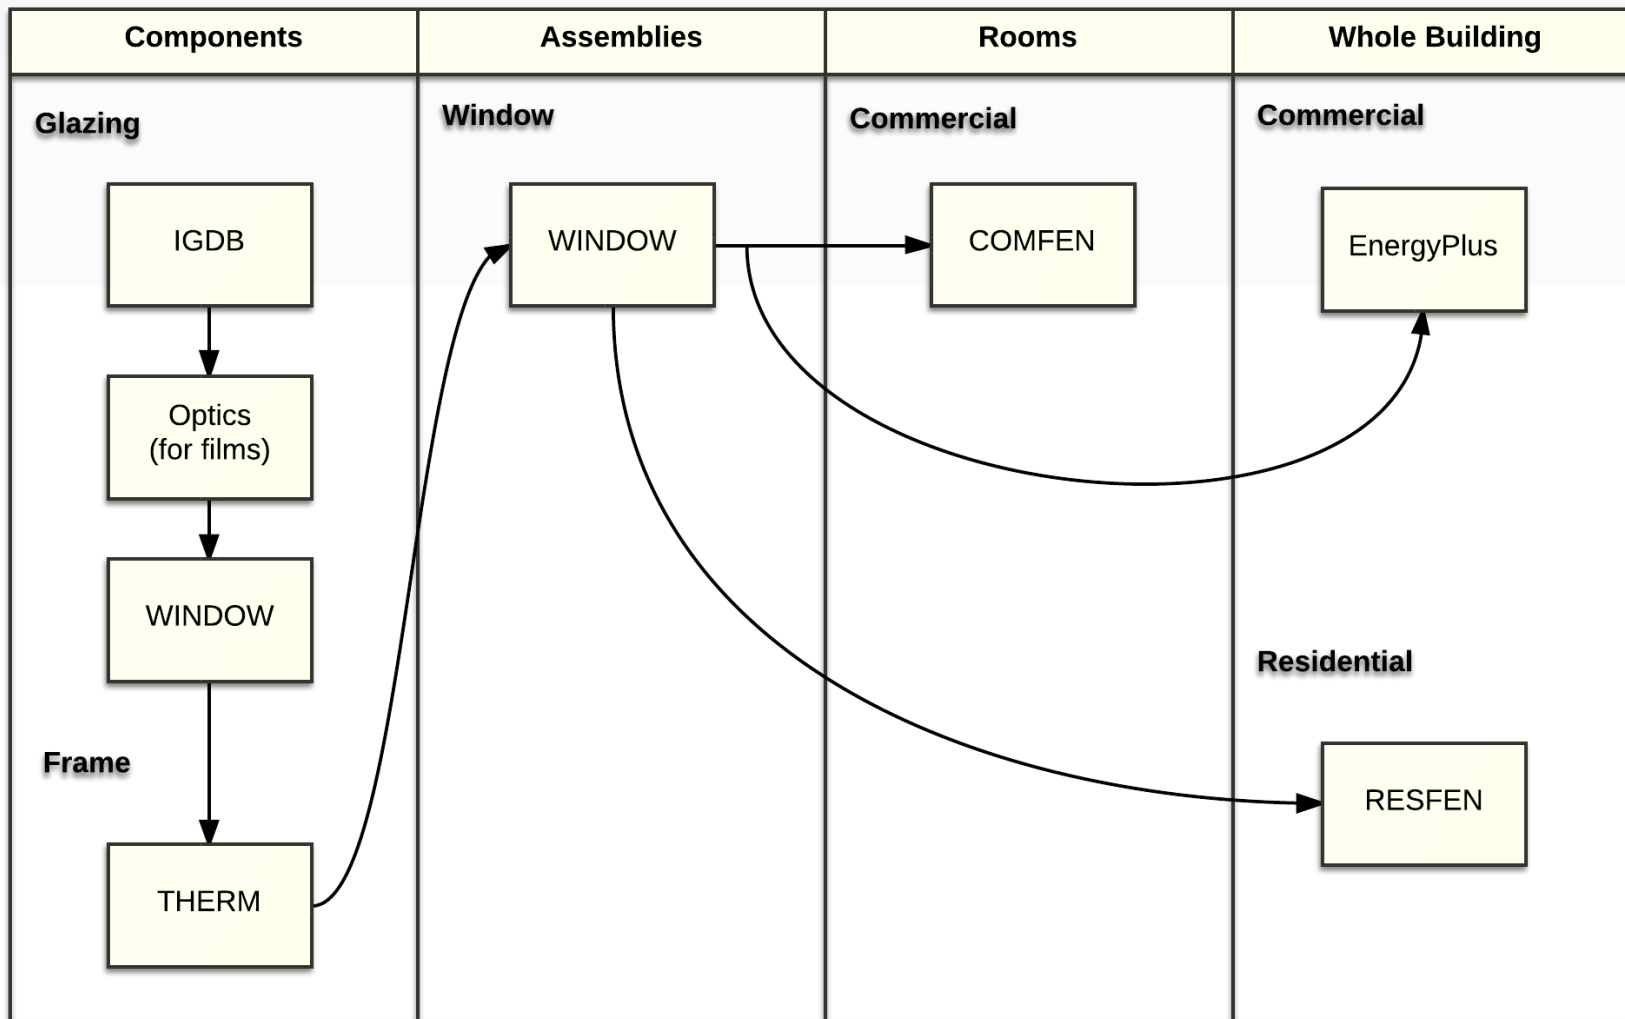 Components
Assemblies
Rooms
Whole Building
Glazing
IGDB
Optics
(for films)
WINDOW
Frame
THERM
Window
WINDOW
Commercial
COMFEN
Commercial
EnergyPlus
Residential
RESFEN